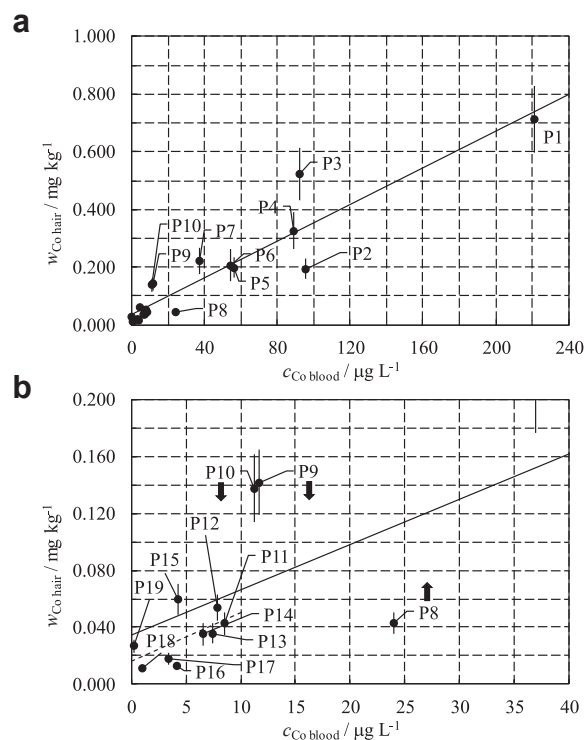 a
1.000
0.800
0.600
0.400
0.200
0.000
w Co hair / mg kg⁻¹
P1
P3
P4
P10
P7
P9
P6
P2
P5
P8
0
40
80
120
160
200
240
c Co blood / µg L⁻¹
b
0.200
0.160
0.120
0.080
0.040
0.000
w Co hair / mg kg⁻¹
P10
P9
P12
P15
P11
P19
P14
P8
P18
P13
P17
P16
0
5
10
15
20
25
30
35
40
c Co blood / µg L⁻¹